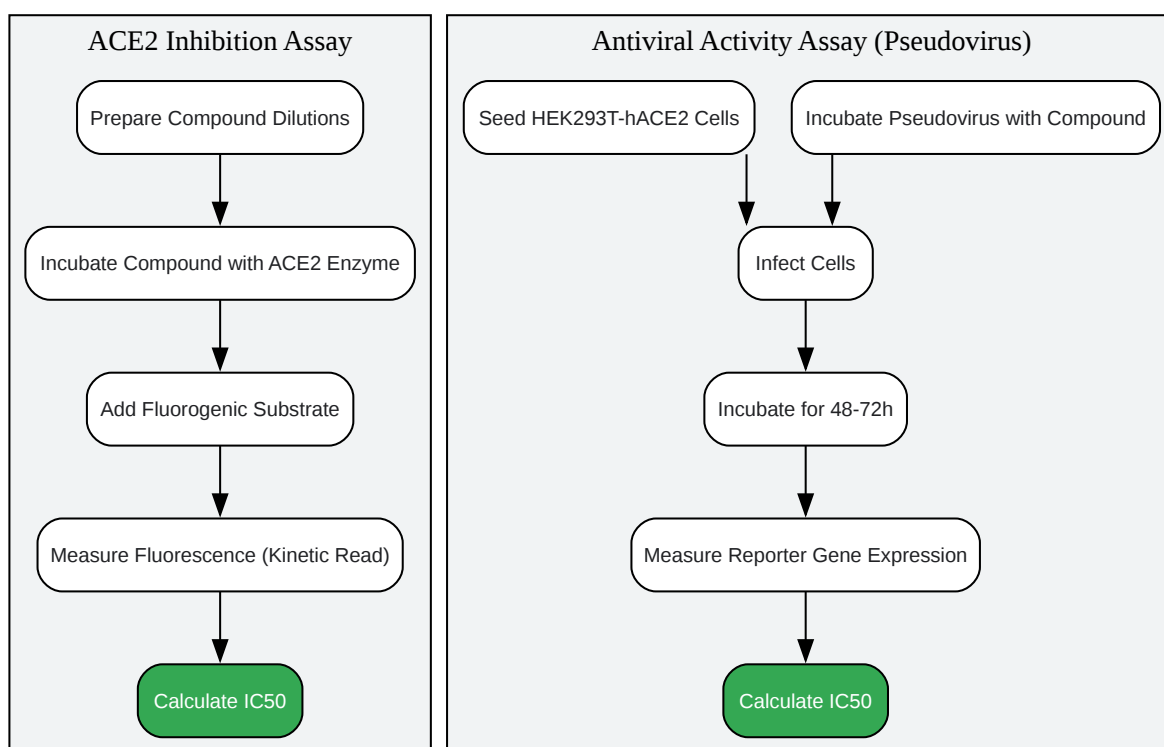 ACE2 Inhibition Assay
Prepare Compound Dilutions
Incubate Compound with ACE2 Enzyme
Add Fluorogenic Substrate
Measure Fluorescence (Kinetic Read)
Calculate IC50
Antiviral Activity Assay (Pseudovirus)
Seed HEK293T-hACE2 Cells
Incubate Pseudovirus with Compound
Infect Cells
Incubate for 48-72h
Measure Reporter Gene Expression
Calculate IC50